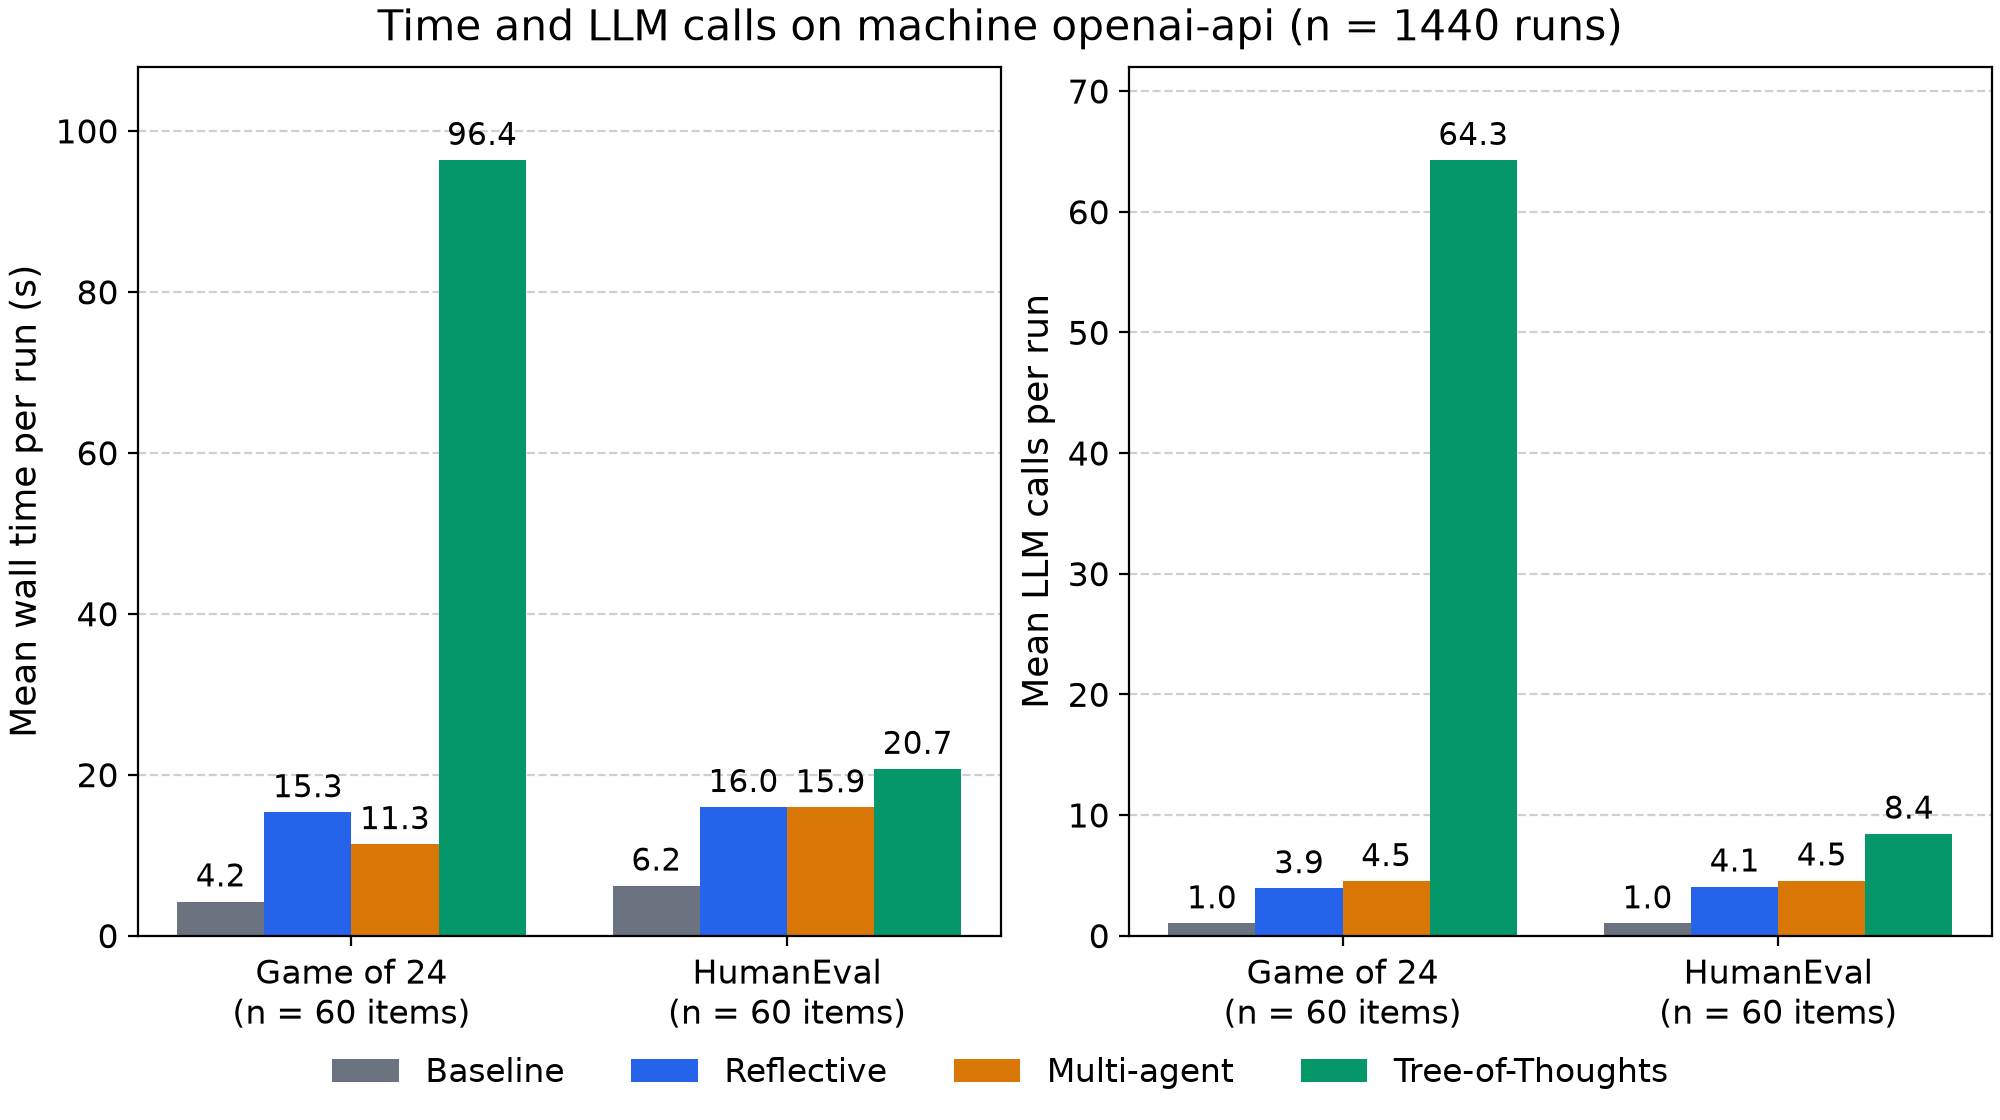 Time and LLM calls on machine openai-api (n = 1440 runs)
Mean wall time per run (s)
100
80
60
40
20
0
4.2
15.3
11.3
96.4
6.2
16.0
15.9
20.7
Game of 24
(n = 60 items)
HumanEval
(n = 60 items)
Mean LLM calls per run
70
60
50
40
30
20
10
0
1.0
3.9
4.5
64.3
1.0
4.1
4.5
8.4
Game of 24
(n = 60 items)
HumanEval
(n = 60 items)
Baseline
Reflective
Multi-agent
Tree-of-Thoughts